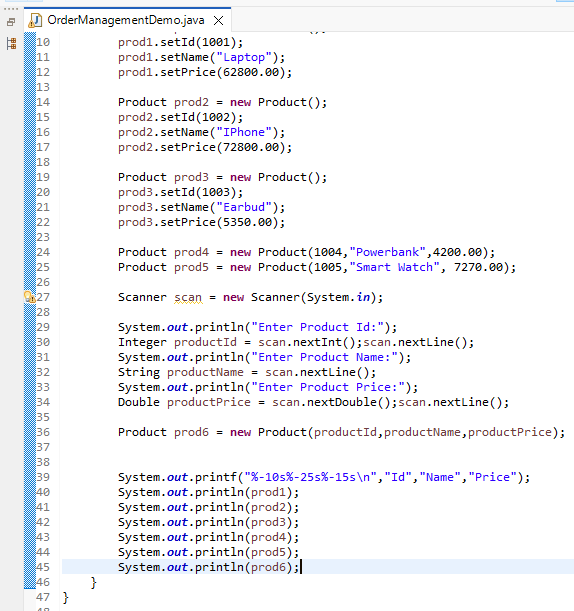 OrderManagementDemo.java
10 prod1.setId(1001);
11 prod1.setName("Laptop");
12 prod1.setPrice(62800.00);
13
14 Product prod2 = new Product();
15 prod2.setId(1002);
16 prod2.setName("IPhone");
17 prod2.setPrice(72800.00);
18
19 Product prod3 = new Product();
20 prod3.setId(1003);
21 prod3.setName("Earbud");
22 prod3.setPrice(5350.00);
23
24 Product prod4 = new Product(1004,"Powerbank",4200.00);
25 Product prod5 = new Product(1005,"Smart Watch", 7270.00);
26
27 Scanner scan = new Scanner(System.in);
28
29 System.out.println("Enter Product Id:");
30 Integer productId = scan.nextInt();scan.nextLine();
31 System.out.println("Enter Product Name:");
32 String productName = scan.nextLine();
33 System.out.println("Enter Product Price:");
34 Double productPrice = scan.nextDouble();scan.nextLine();
35
36 Product prod6 = new Product(productId,productName,productPrice);
37
38
39 System.out.printf("%-10s%-25s%-15s\n","Id","Name","Price");
40 System.out.println(prod1);
41 System.out.println(prod2);
42 System.out.println(prod3);
43 System.out.println(prod4);
44 System.out.println(prod5);
45 System.out.println(prod6);
46 }
47 }